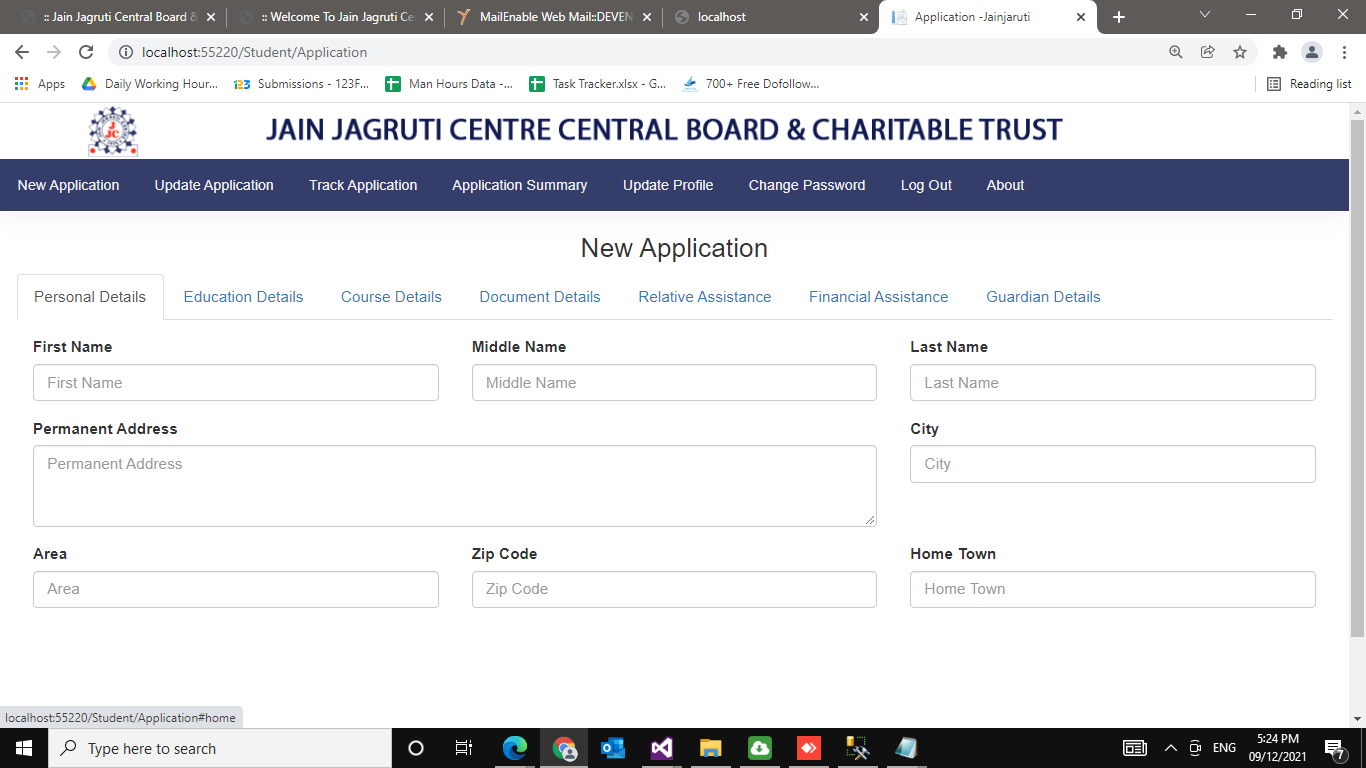 :: Jain Jagruti Central Board &
:: Welcome To Jain Jagruti Ce
MailEnable Web Mail::DEVEN
localhost
Application -Jainjaruti
localhost:55220/Student/Application
Apps
Daily Working Hour...
Submissions - 123F...
Man Hours Data -...
Task Tracker.xlsx - G...
700+ Free Dofollow...
Reading list
JJC
JAIN JAGRUTI CENTRE CENTRAL BOARD & CHARITABLE TRUST
New Application Update Application Track Application Application Summary Update Profile Change Password Log Out About
New Application
Personal Details Education Details Course Details Document Details Relative Assistance Financial Assistance Guardian Details
First Name Middle Name Last Name
First Name Middle Name Last Name
Permanent Address City
Permanent Address City
Area Zip Code Home Town
Area Zip Code Home Town
localhost:55220/Student/Application#home
Type here to search
ENG
5:24 PM
09/12/2021
7